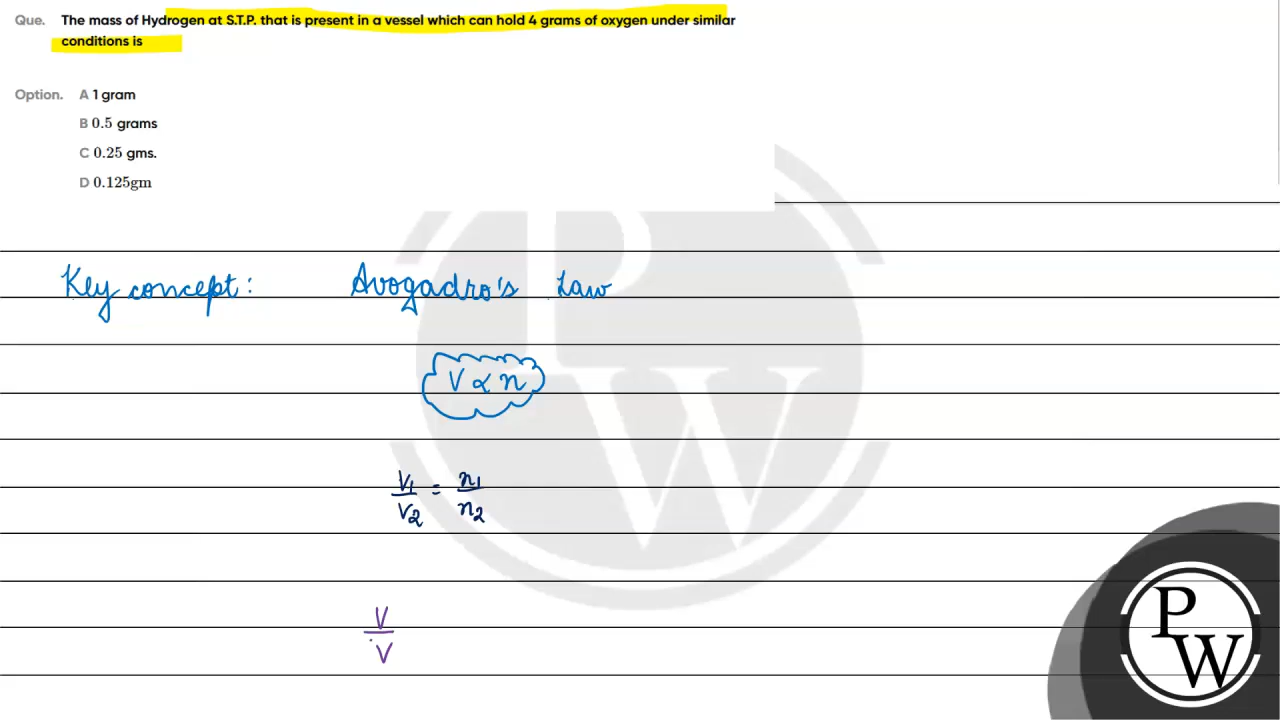 Que. The mass of Hydrogen at S.T.P. that is present in a vessel which can hold 4 grams of oxygen under similar
conditions is
Option. A 1 gram
B 0.5 grams
C 0.25 gms.
D 0.125gm
Key concept: Avogadro's Law
V ∝ n
V₁/V₂ = n₁/n₂
V/V
PW
PW